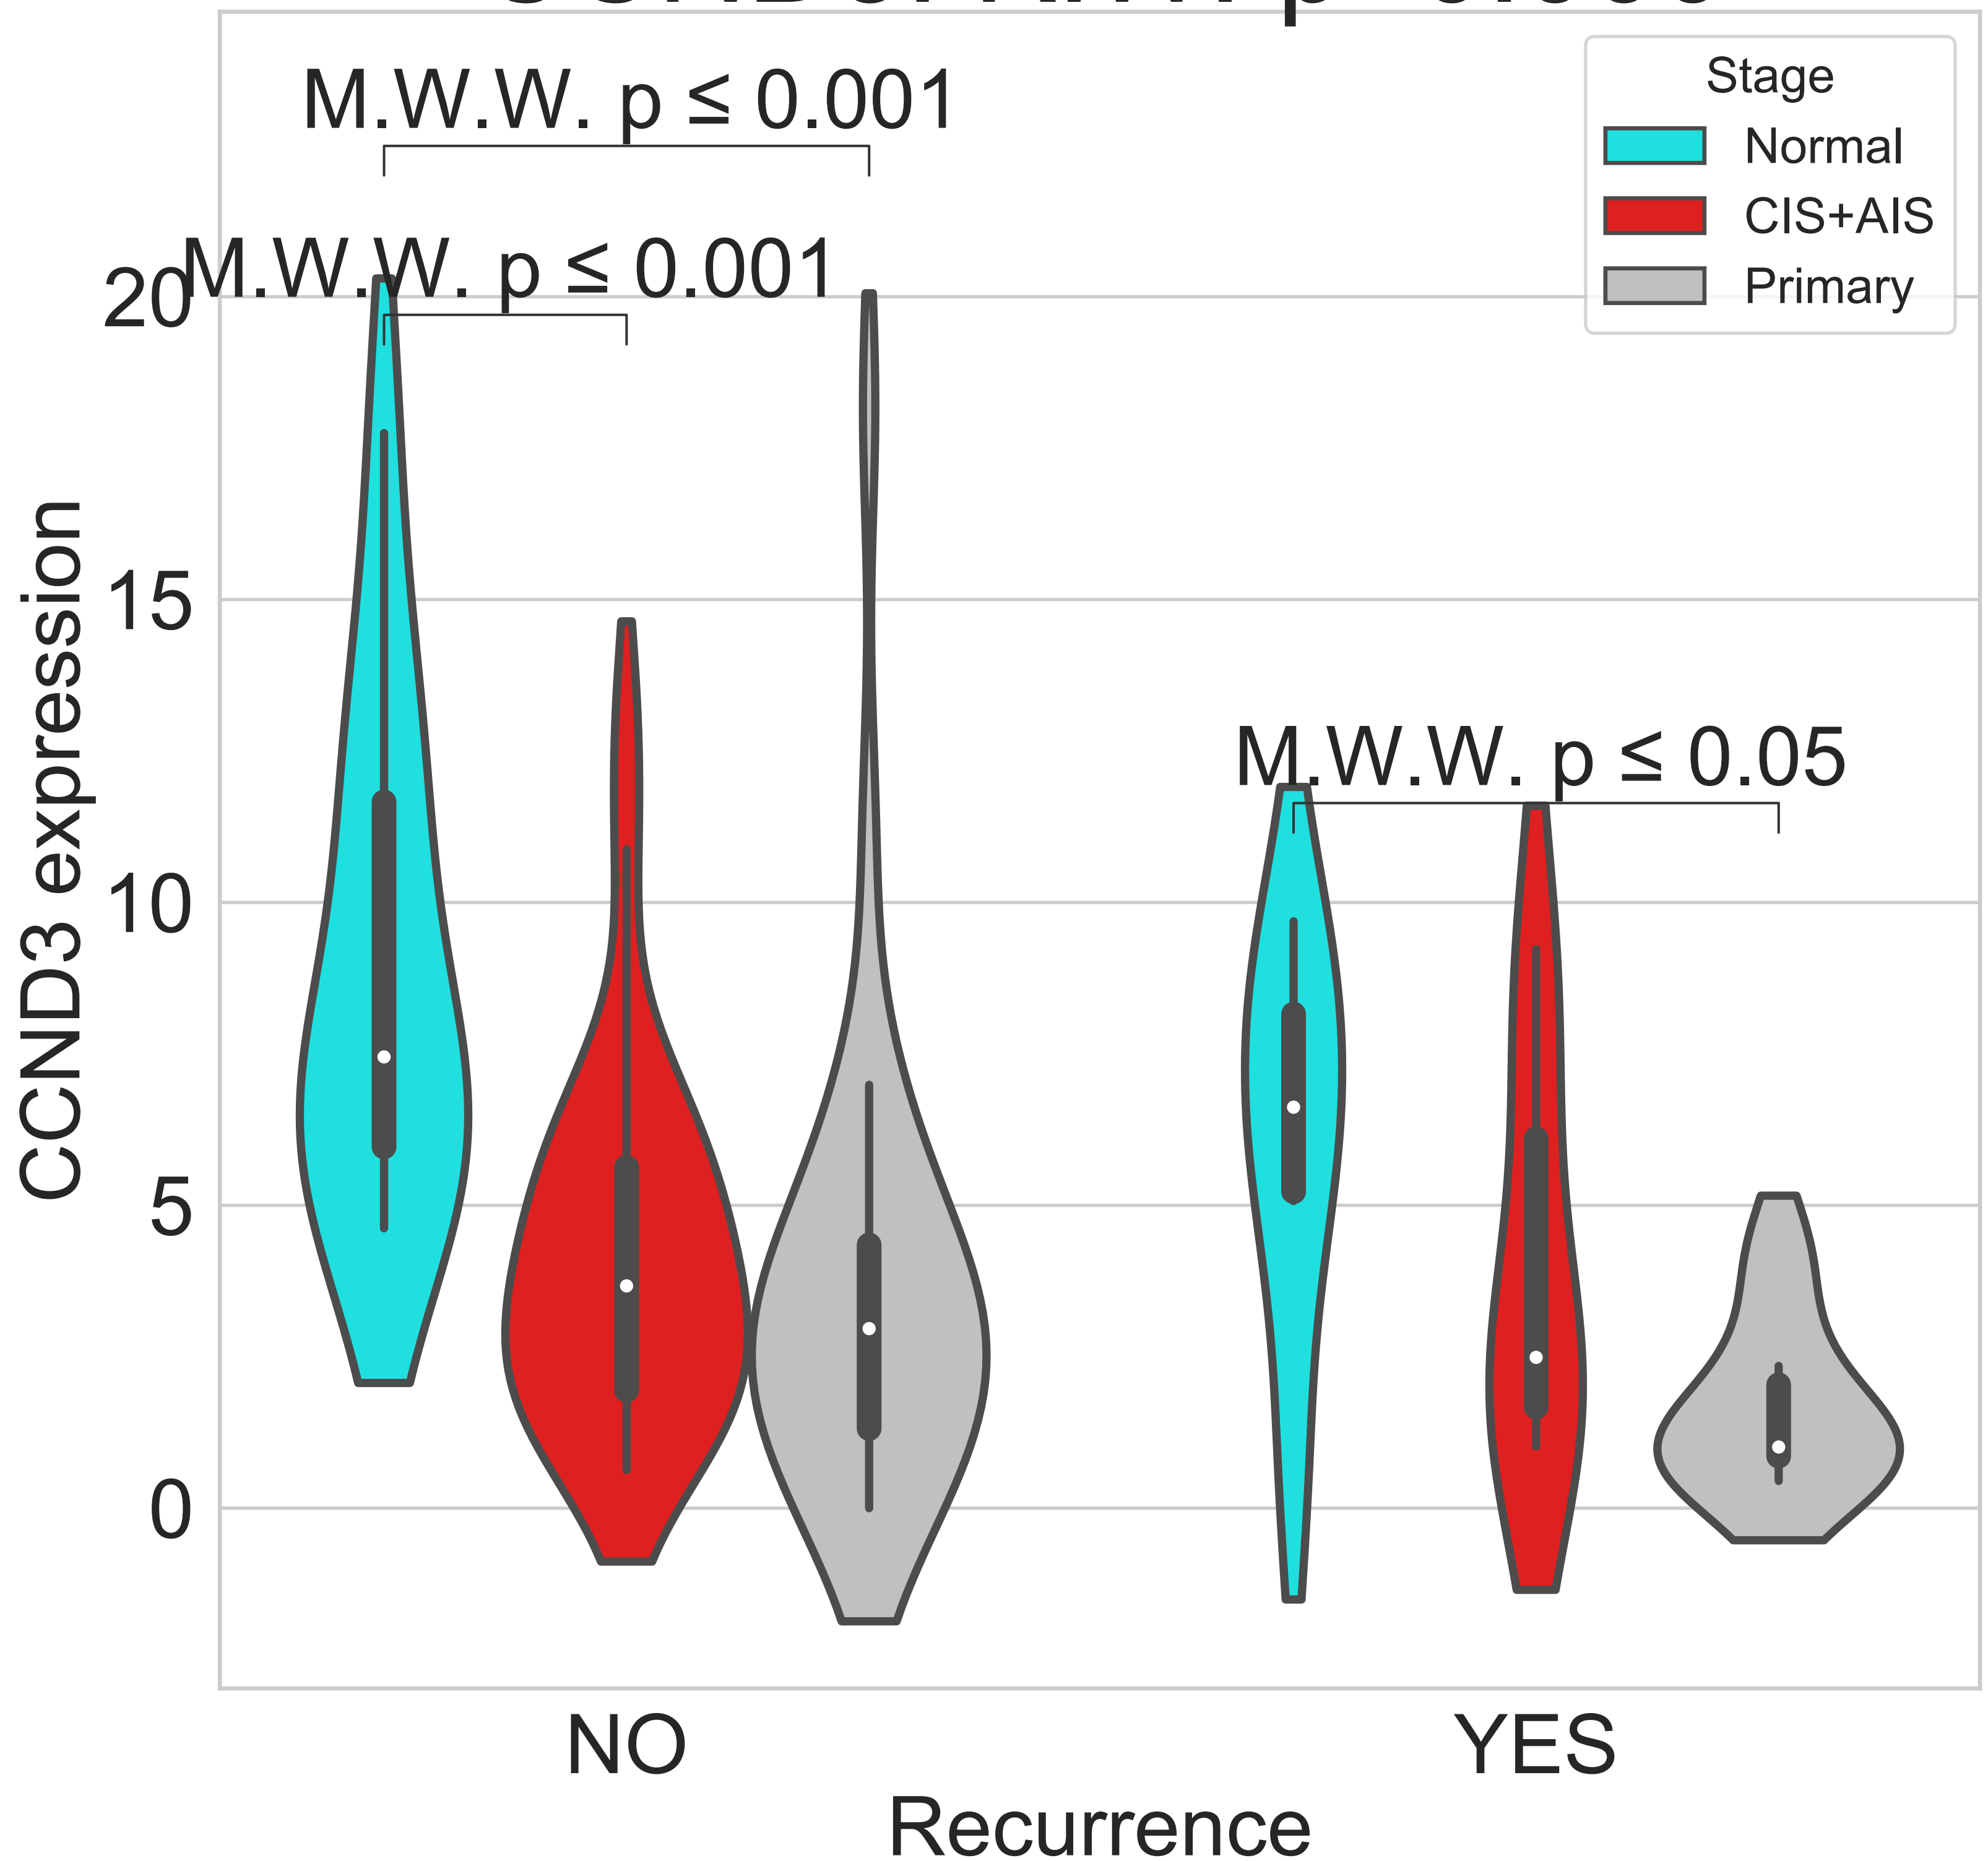 M.W.W. p ≤ 0.001
Stage
Normal
CIS+AIS
Primary
M.W.W. p ≤ 0.001
20
15
M.W.W. p ≤ 0.05
10
5
0
CCND3 expression
NO
YES
Recurrence